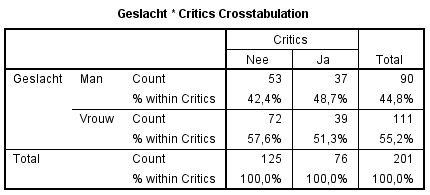 Geslacht * Critics Crosstabulation
Critics
Nee Ja Total
Geslacht Man Count 53 37 90
% within Critics 42,4% 48,7% 44,8%
Vrouw Count 72 39 111
% within Critics 57,6% 51,3% 55,2%
Total Count 125 76 201
% within Critics 100,0% 100,0% 100,0%